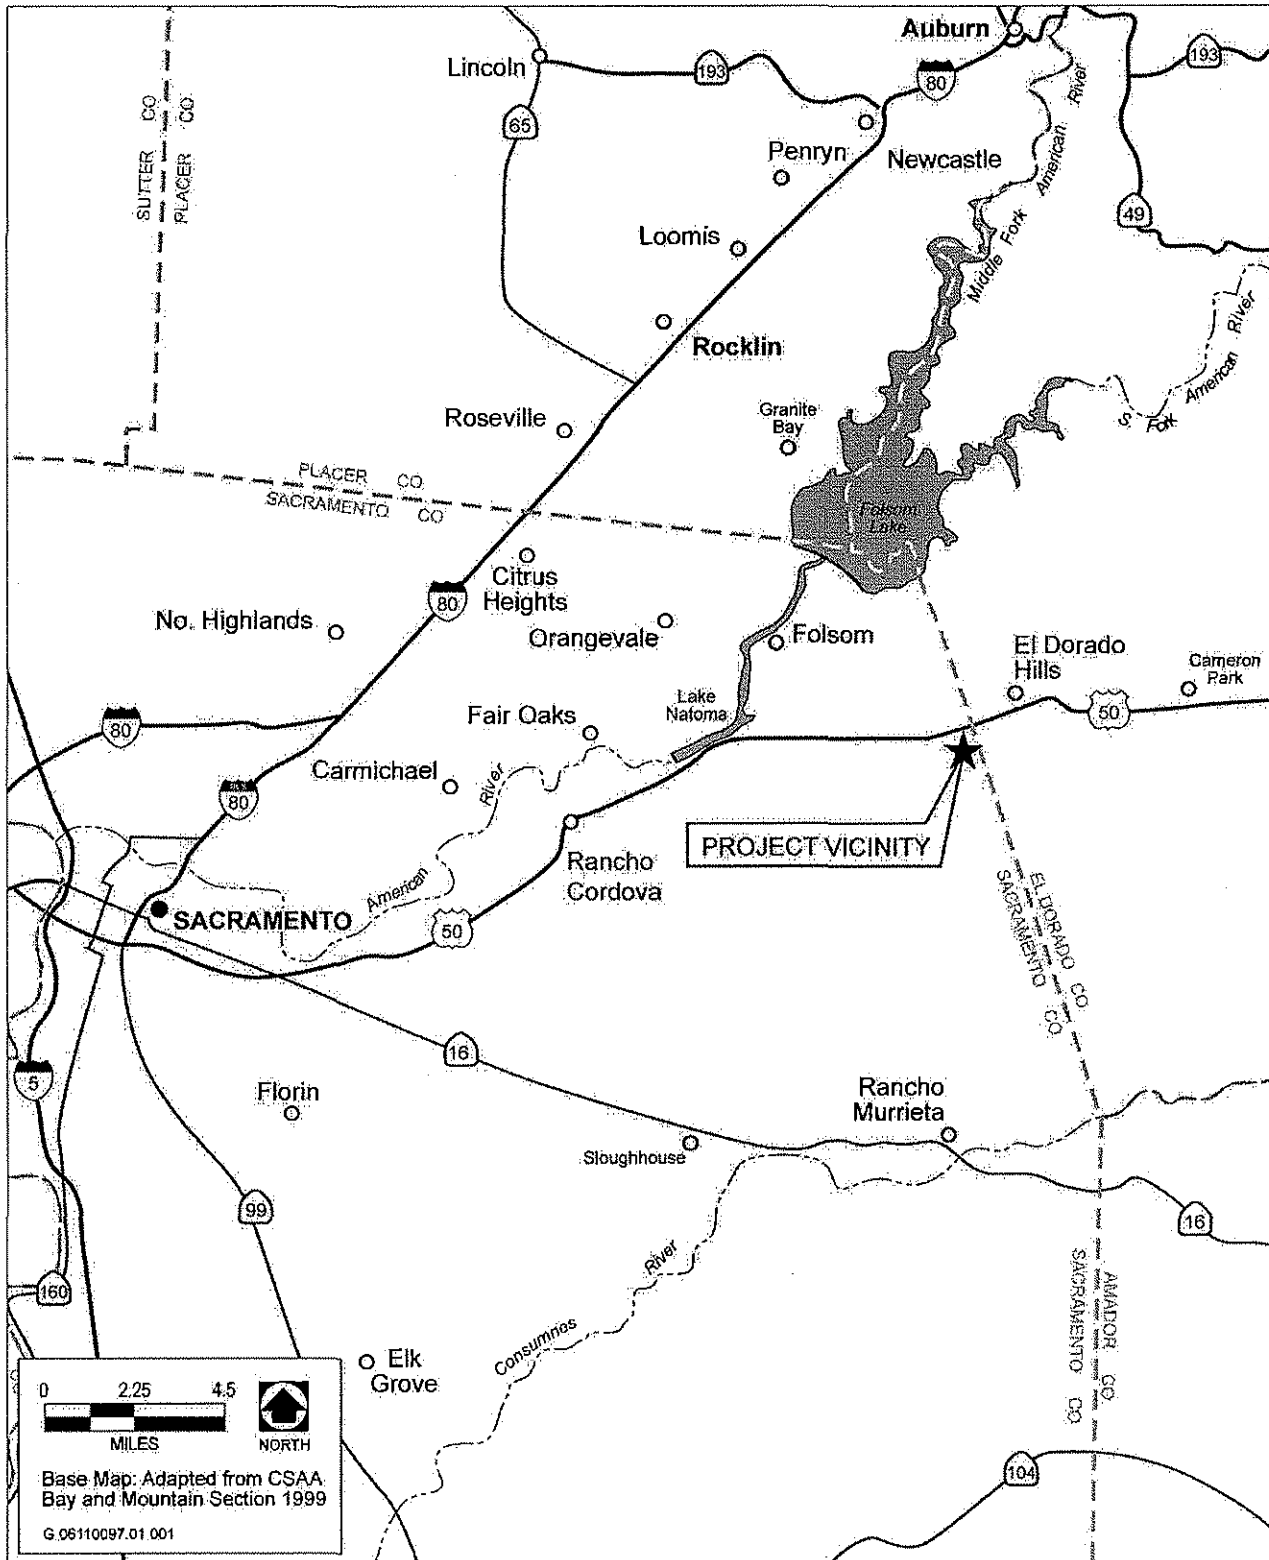 Auburn
Lincoln
193
80
193
65
Penryn
Newcastle
SUTTER CO
PLACER CO
American River
Middle Fork
49
Loomis
Rocklin
S. Fork American River
Roseville
Granite
Bay
PLACER CO
SACRAMENTO CO
Folsom
Lake
Citrus
Heights
80
No. Highlands
Orangevale
Folsom
El Dorado
Hills
Cameron
Park
50
Lake
Natoma
80
Fair Oaks
Carmichael
River
80
PROJECT VICINITY
Rancho
Cordova
American
SACRAMENTO
50
EL DORADO CO
SACRAMENTO CO
16
5
Florin
Rancho
Murrieta
Sloughhouse
99
16
160
River
Consumnes
AMADOR CO
SACRAMENTO CO
Elk
Grove
104
0 2.25 4.5
MILES
NORTH
Base Map: Adapted from CSAA
Bay and Mountain Section 1999
G 06110097.01 001